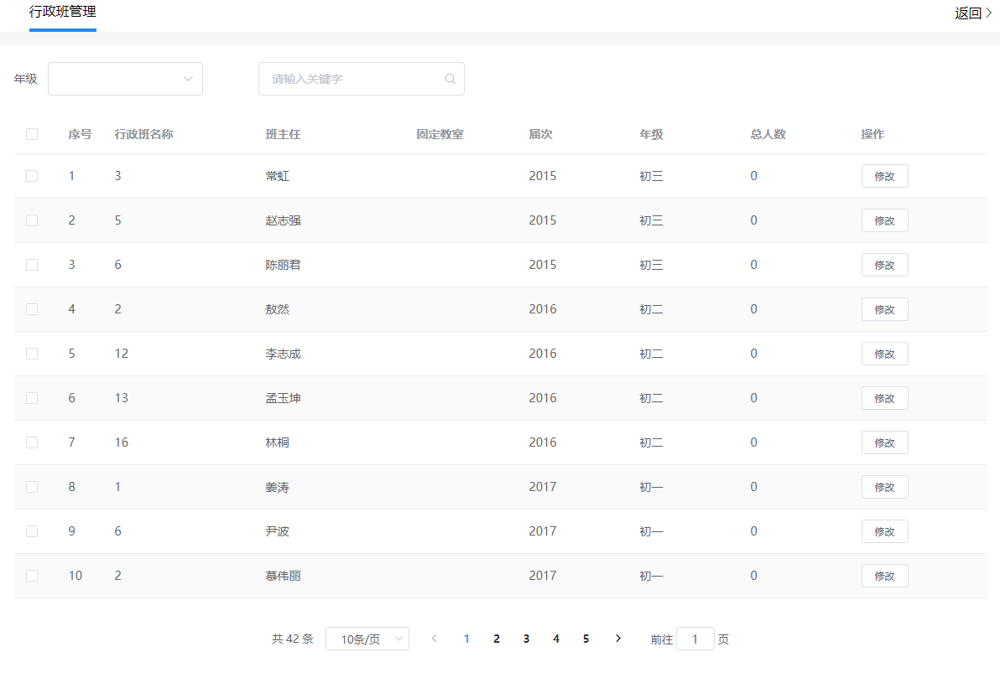 行政班管理 返回
年级 请输入关键字
序号 行政班名称 班主任 固定教室 届次 年级 总人数 操作
1 3 常虹 2015 初三 0 修改
2 5 赵志强 2015 初三 0 修改
3 6 陈丽君 2015 初三 0 修改
4 2 敖然 2016 初二 0 修改
5 12 李志成 2016 初二 0 修改
6 13 孟玉坤 2016 初二 0 修改
7 16 林桐 2016 初二 0 修改
8 1 姜涛 2017 初一 0 修改
9 6 尹波 2017 初一 0 修改
10 2 慕伟丽 2017 初一 0 修改
共 42 条 10条/页 1 2 3 4 5 前往 1 页